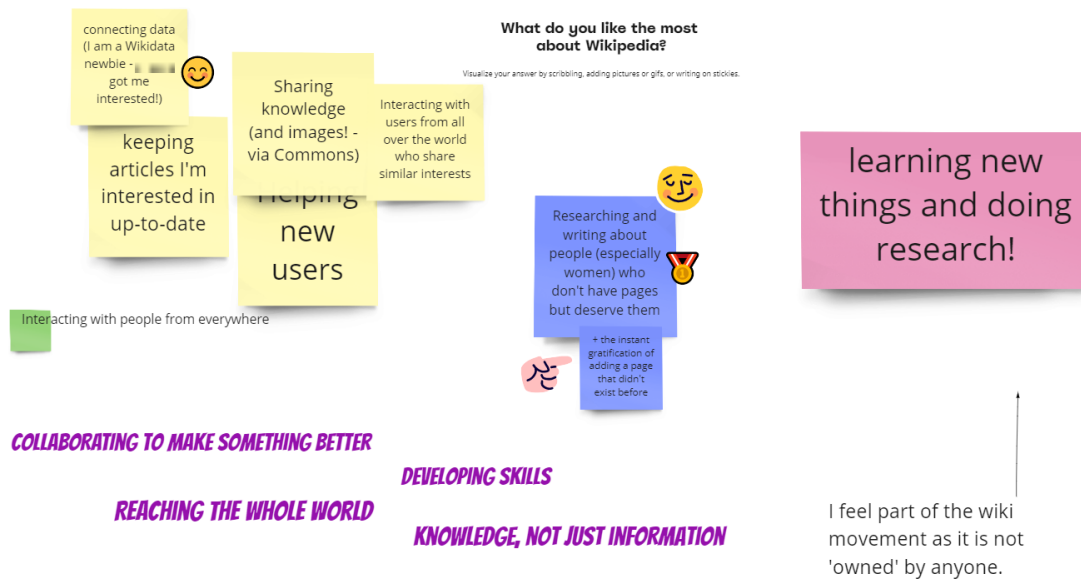 What do you like the most
about Wikipedia?
Visualize your answer by scribbling, adding pictures or gifs, or writing on stickies.
connecting data
(I am a Wikidata
newbie -
got me
interested!)
keeping
articles I'm
interested in
up-to-date
Sharing
knowledge
(and images! -
via Commons)
Helping
new
users
Interacting with
users from all
over the world
who share
similar interests
Researching and
writing about
people (especially
women) who
don't have pages
but deserve them
+ the instant
gratification of
adding a page
that didn't
exist before
learning new
things and doing
research!
Interacting with people from everywhere
COLLABORATING TO MAKE SOMETHING BETTER
DEVELOPING SKILLS
REACHING THE WHOLE WORLD
KNOWLEDGE, NOT JUST INFORMATION
I feel part of the wiki
movement as it is not
'owned' by anyone.